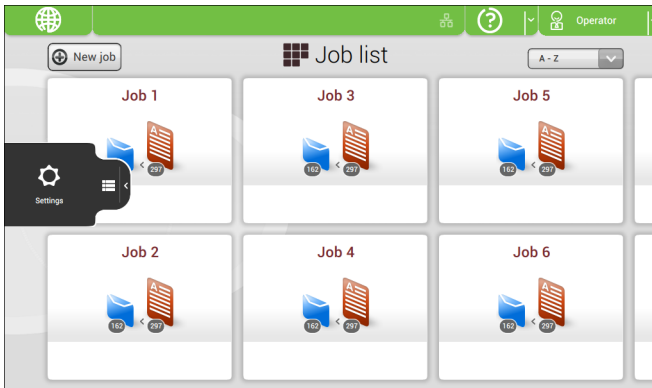 ? Operator
New job Job list A - Z
Job 1 Job 3 Job 5
A A A
162 < 297 162 < 297 162 < 297
Settings
Job 2 Job 4 Job 6
A A A
162 < 297 162 < 297 162 < 297